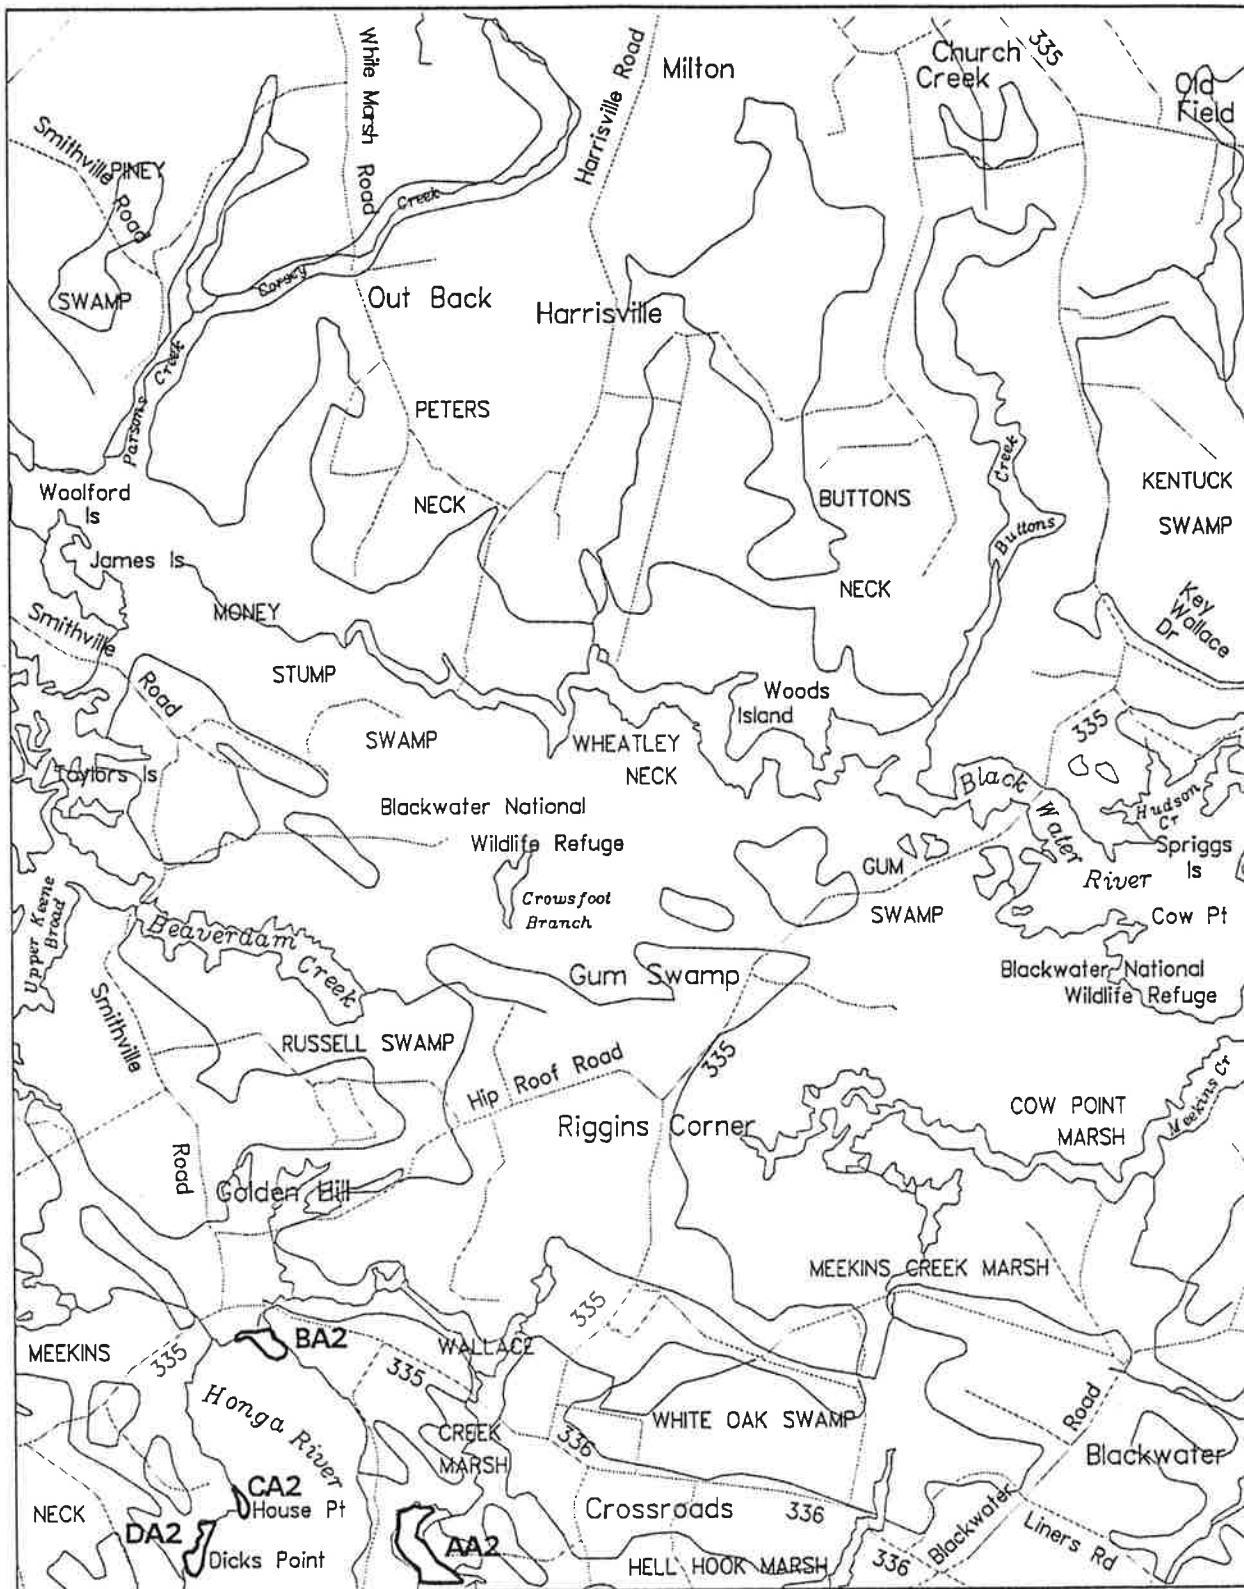 White Marsh Road
Harrisville Road
Milton
Church
Creek
335
Old
Field
Smithville Road
PINEY
SWAMP
Creek
Corsey
Out Back
Harrisville
Parsons Creek
PETERS
NECK
BUTTONS
NECK
Creek
Buttons
KENTUCK
SWAMP
Woolford
Is
James Is
MONEY
STUMP
SWAMP
Smithville
Road
Key
Wallace
Dr
Woods
Island
WHEATLEY
NECK
335
Taylors Is
Black
Water
River
Hudson
Cr
Spriggs
Is
Blackwater National
Wildlife Refuge
Crowsfoot
Branch
GUM
SWAMP
Cow Pt
Upper Keene
Broad
Beaverdam
Creek
Gum Swamp
Blackwater National
Wildlife Refuge
Smithville
Road
RUSSELL SWAMP
Hip Roof Road
335
Riggins Corner
COW POINT
MARSH
Meekins Cr
Golden Hill
MEEKINS CREEK MARSH
335
MEEKINS
335
BA2
WALLACE
335
Honga River
CREEK
MARSH
WHITE OAK SWAMP
336
Road
Blackwater
CA2
House Pt
NECK
DA2
Dicks Point
AA2
Crossroads
336
HELL HOOK MARSH
336
Blackwater
Liners Rd